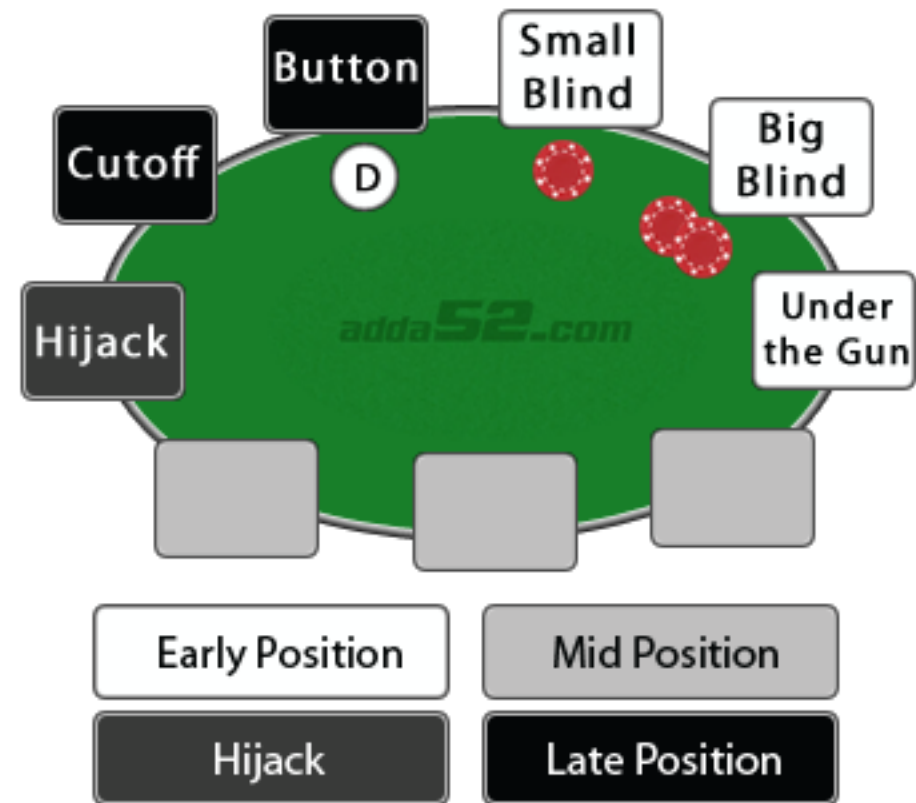 Button
Small
Blind
Cutoff
Big
Blind
D
Hijack
Under
the Gun
adda52.com
Early Position
Mid Position
Hijack
Late Position